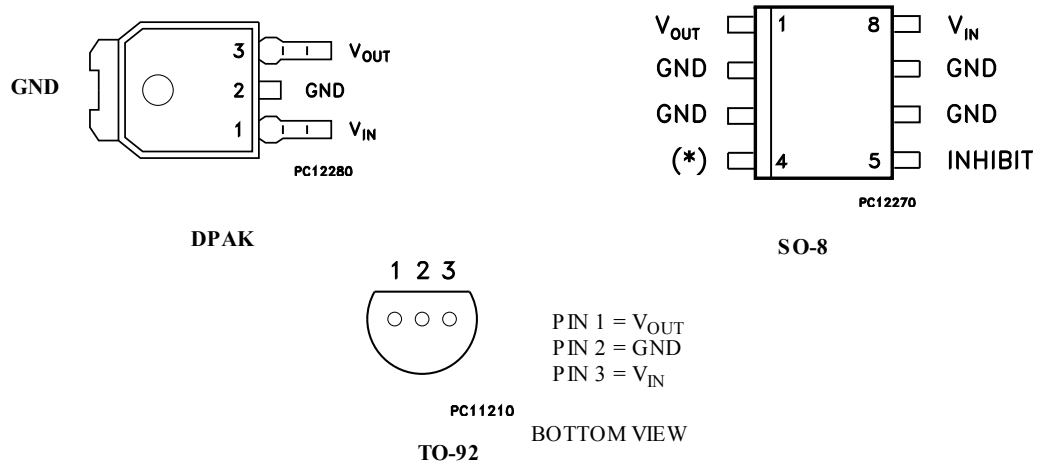 3 V_OUT
GND 2 GND
1 V_IN
PC12280
DPAK
V_OUT 1 8 V_IN
GND GND
GND GND
(*) 4 5 INHIBIT
PC12270
SO-8
1 2 3
PIN 1 = V_OUT
PIN 2 = GND
PIN 3 = V_IN
PC11210
BOTTOM VIEW
TO-92